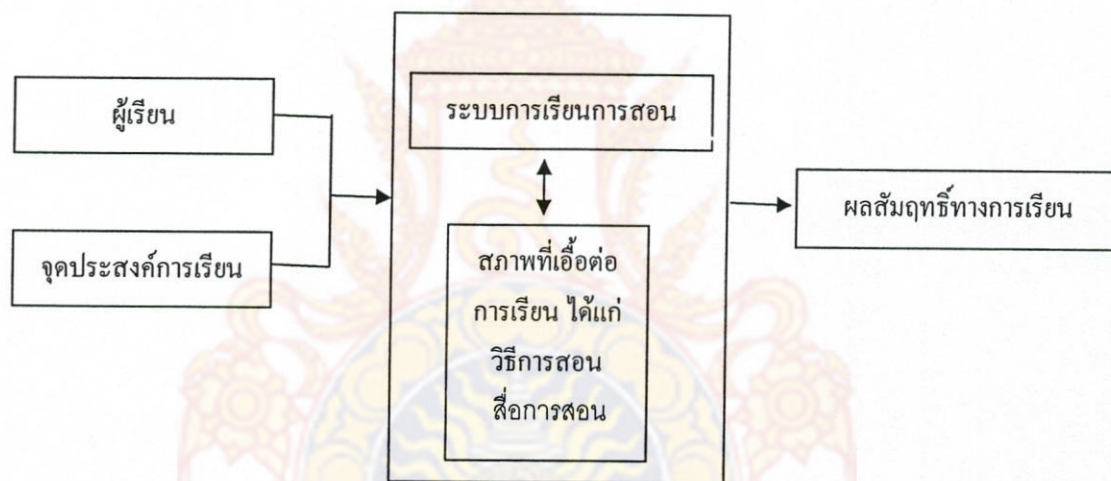 ผู้เรียน
จุดประสงค์การเรียน
ระบบการเรียนการสอน
สภาพที่เอื้อต่อ
การเรียน ได้แก่
วิธีการสอน
สื่อการสอน
ผลสัมฤทธิ์ทางการเรียน